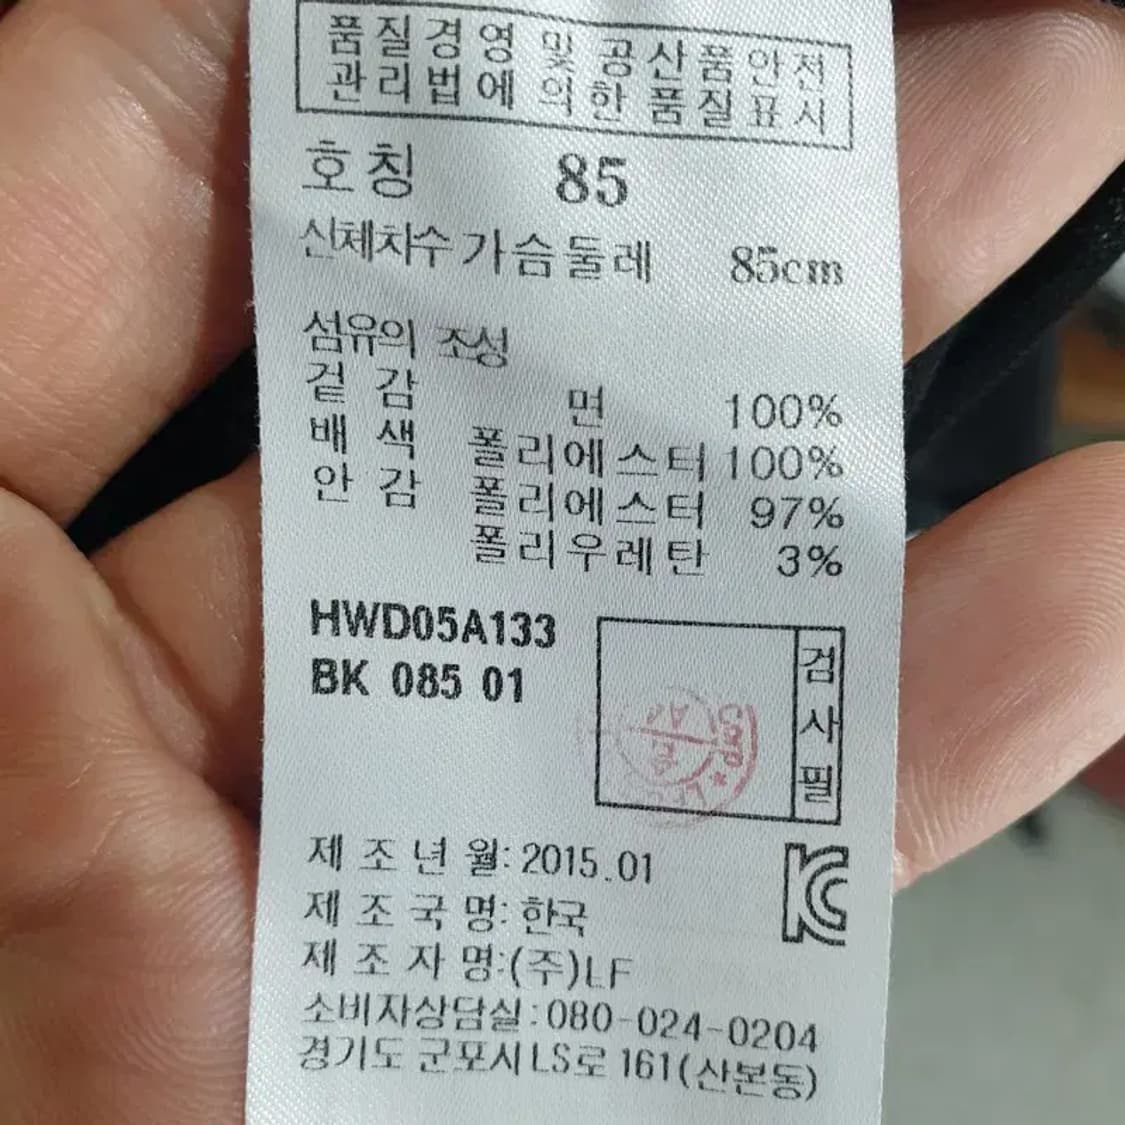 품질경영 및 공산품안전
관리법에 의한 품질표시
호칭 85
신체치수 가슴둘레 85cm
섬유의 조성
겉감 면 100%
배색 폴리에스터 100%
안감 폴리에스터 97%
폴리우레탄 3%
HWD05A133
BK 085 01
검사필
제조년월: 2015.01
제조국명: 한국
제조자명:(주)LF
소비자상담실:080-024-0204
경기도 군포시 LS로 161(산본동)